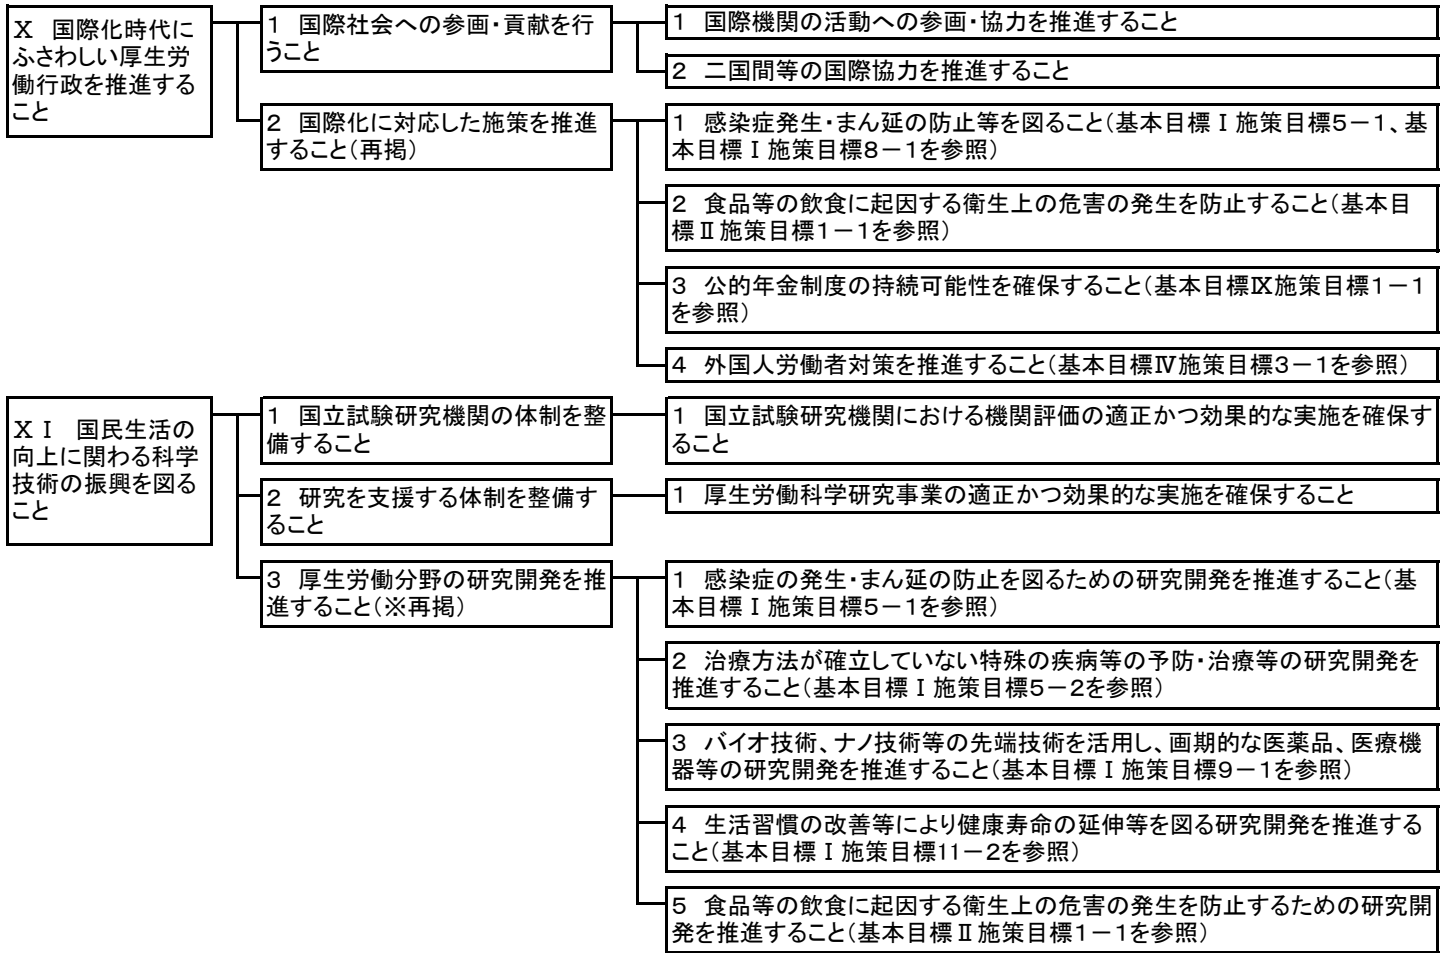 Ⅹ 国際化時代に
ふさわしい厚生労
働行政を推進する
こと
1 国際社会への参画・貢献を行
うこと
1 国際機関の活動への参画・協力を推進すること
2 二国間等の国際協力を推進すること
2 国際化に対応した施策を推進
すること(再掲)
1 感染症発生・まん延の防止等を図ること(基本目標Ⅰ施策目標5-1、基
本目標Ⅰ施策目標8-1を参照)
2 食品等の飲食に起因する衛生上の危害の発生を防止すること(基本目
標Ⅱ施策目標1-1を参照)
3 公的年金制度の持続可能性を確保すること(基本目標Ⅸ施策目標1-1
を参照)
4 外国人労働者対策を推進すること(基本目標Ⅳ施策目標3-1を参照)
ⅩⅠ 国民生活の
向上に関わる科学
技術の振興を図る
こと
1 国立試験研究機関の体制を整
備すること
1 国立試験研究機関における機関評価の適正かつ効果的な実施を確保す
ること
2 研究を支援する体制を整備す
ること
1 厚生労働科学研究事業の適正かつ効果的な実施を確保すること
3 厚生労働分野の研究開発を推
進すること(※再掲)
1 感染症の発生・まん延の防止を図るための研究開発を推進すること(基
本目標Ⅰ施策目標5-1を参照)
2 治療方法が確立していない特殊の疾病等の予防・治療等の研究開発を
推進すること(基本目標Ⅰ施策目標5-2を参照)
3 バイオ技術、ナノ技術等の先端技術を活用し、画期的な医薬品、医療機
器等の研究開発を推進すること(基本目標Ⅰ施策目標9-1を参照)
4 生活習慣の改善等により健康寿命の延伸等を図る研究開発を推進する
こと(基本目標Ⅰ施策目標11-2を参照)
5 食品等の飲食に起因する衛生上の危害の発生を防止するための研究開
発を推進すること(基本目標Ⅱ施策目標1-1を参照)